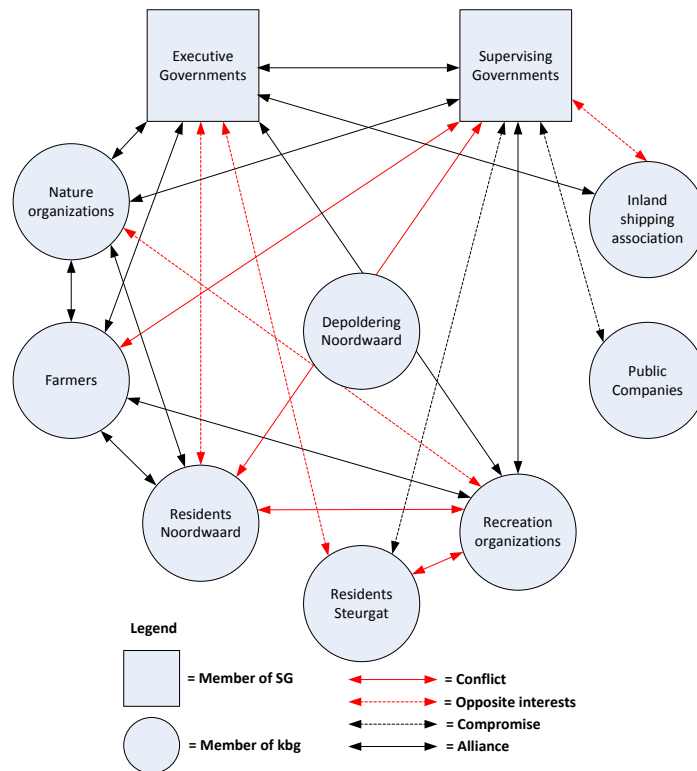 Executive
Governments
Supervising
Governments
Nature
organizations
Inland
shipping
association
Depoldering
Noordwaard
Farmers
Public
Companies
Residents
Noordwaard
Recreation
organizations
Residents
Steurgat
Legend
= Member of SG
= Member of kbg
= Conflict
= Opposite interests
= Compromise
= Alliance